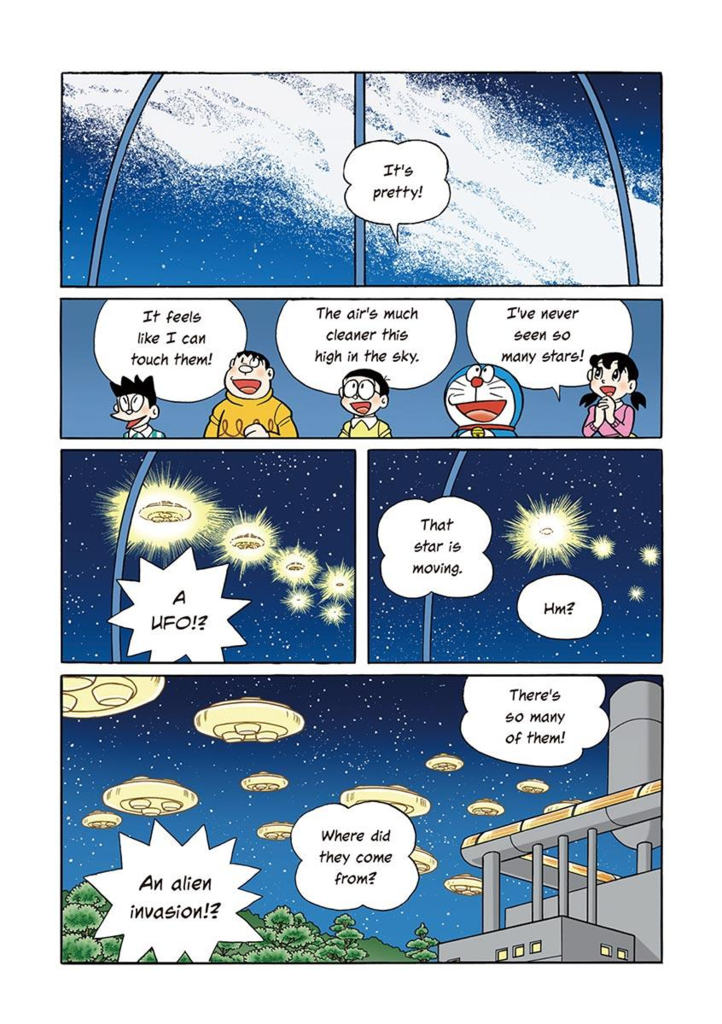 It's
pretty!
I've never
seen so
many stars!
The air's much
cleaner this
high in the sky.
It feels
like I can
touch them!
Hm?
That
star is
moving.
A
UFO!?
There's
so many
of them!
Where did
they come
from?
An alien
invasion!?